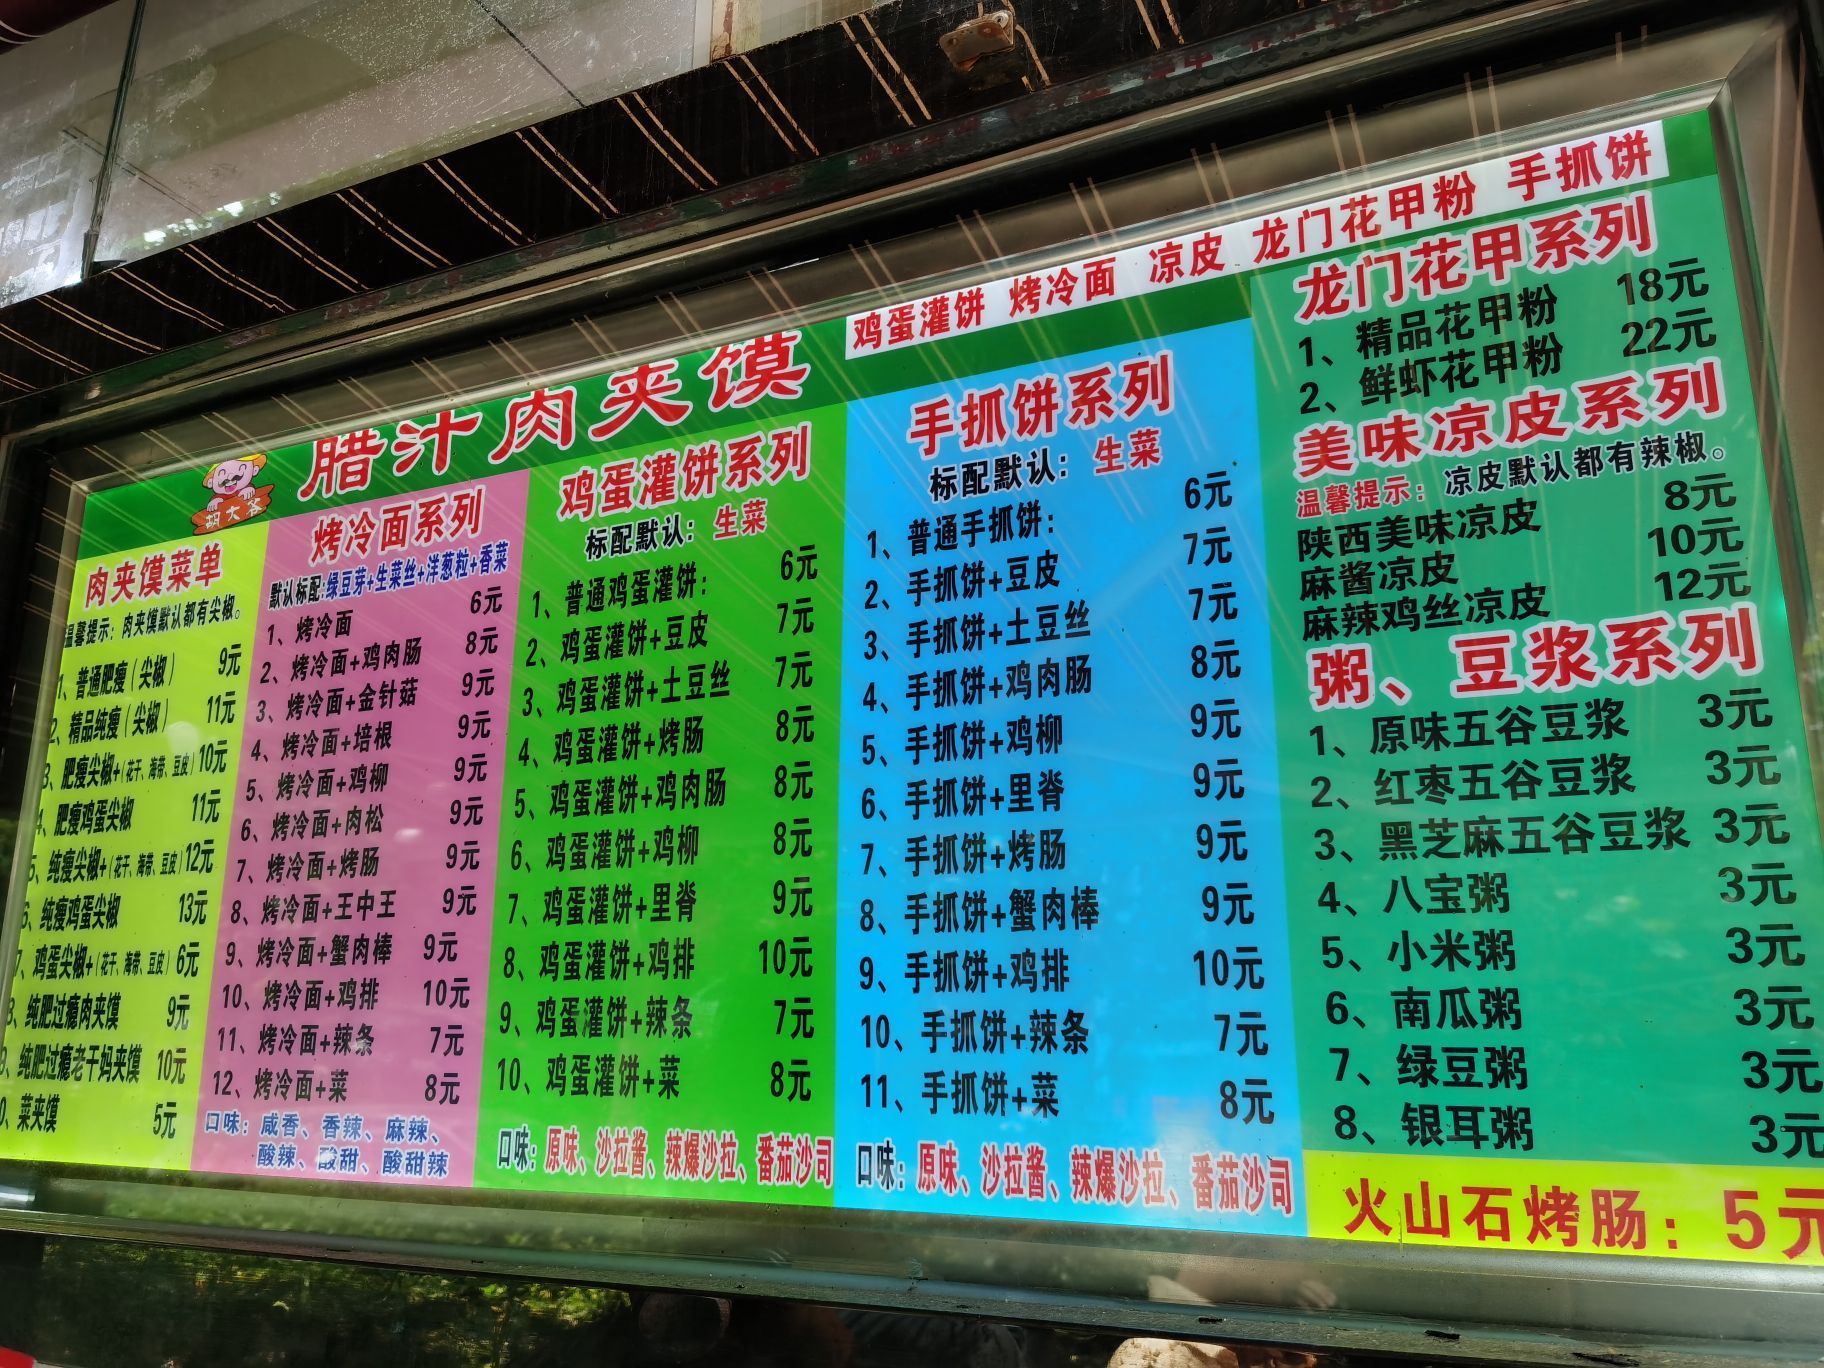 腊汁肉夹馍
鸡蛋灌饼 烤冷面 凉皮 龙门花甲粉 手抓饼
胡大爷
肉夹馍菜单
温馨提示：肉夹馍默认都有尖椒。
1、普通肥瘦（尖椒） 9元
2、精品纯瘦（尖椒） 11元
3、肥瘦尖椒+（花干、海带、豆皮） 10元
4、肥瘦鸡蛋尖椒 11元
5、纯瘦尖椒+（花干、海带、豆皮） 12元
6、纯瘦鸡蛋尖椒 13元
7、鸡蛋尖椒+（花干、海带、豆皮） 6元
8、纯肥过瘾肉夹馍 9元
9、纯肥过瘾老干妈夹馍 10元
0、菜夹馍 5元
烤冷面系列
默认标配:绿豆芽+生菜丝+洋葱粒+香菜
1、烤冷面 6元
2、烤冷面+鸡肉肠 8元
3、烤冷面+金针菇 9元
4、烤冷面+培根 9元
5、烤冷面+鸡柳 9元
6、烤冷面+肉松 9元
7、烤冷面+烤肠 9元
8、烤冷面+王中王 9元
9、烤冷面+蟹肉棒 9元
10、烤冷面+鸡排 10元
11、烤冷面+辣条 7元
12、烤冷面+菜 8元
口味：咸香、香辣、麻辣、
酸辣、酸甜、酸甜辣
鸡蛋灌饼系列
标配默认：生菜
1、普通鸡蛋灌饼： 6元
2、鸡蛋灌饼+豆皮 7元
3、鸡蛋灌饼+土豆丝 7元
4、鸡蛋灌饼+烤肠 8元
5、鸡蛋灌饼+鸡肉肠 8元
6、鸡蛋灌饼+鸡柳 8元
7、鸡蛋灌饼+里脊 9元
8、鸡蛋灌饼+鸡排 10元
9、鸡蛋灌饼+辣条 7元
10、鸡蛋灌饼+菜 8元
口味：原味、沙拉酱、辣爆沙拉、番茄沙司
手抓饼系列
标配默认：生菜
1、普通手抓饼： 6元
2、手抓饼+豆皮 7元
3、手抓饼+土豆丝 7元
4、手抓饼+鸡肉肠 8元
5、手抓饼+鸡柳 9元
6、手抓饼+里脊 9元
7、手抓饼+烤肠 9元
8、手抓饼+蟹肉棒 9元
9、手抓饼+鸡排 10元
10、手抓饼+辣条 7元
11、手抓饼+菜 8元
口味：原味、沙拉酱、辣爆沙拉、番茄沙司
龙门花甲系列
1、精品花甲粉 18元
2、鲜虾花甲粉 22元
美味凉皮系列
温馨提示：凉皮默认都有辣椒。
陕西美味凉皮 8元
麻酱凉皮 10元
麻辣鸡丝凉皮 12元
粥、豆浆系列
1、原味五谷豆浆 3元
2、红枣五谷豆浆 3元
3、黑芝麻五谷豆浆 3元
4、八宝粥 3元
5、小米粥 3元
6、南瓜粥 3元
7、绿豆粥 3元
8、银耳粥 3元
火山石烤肠：5元